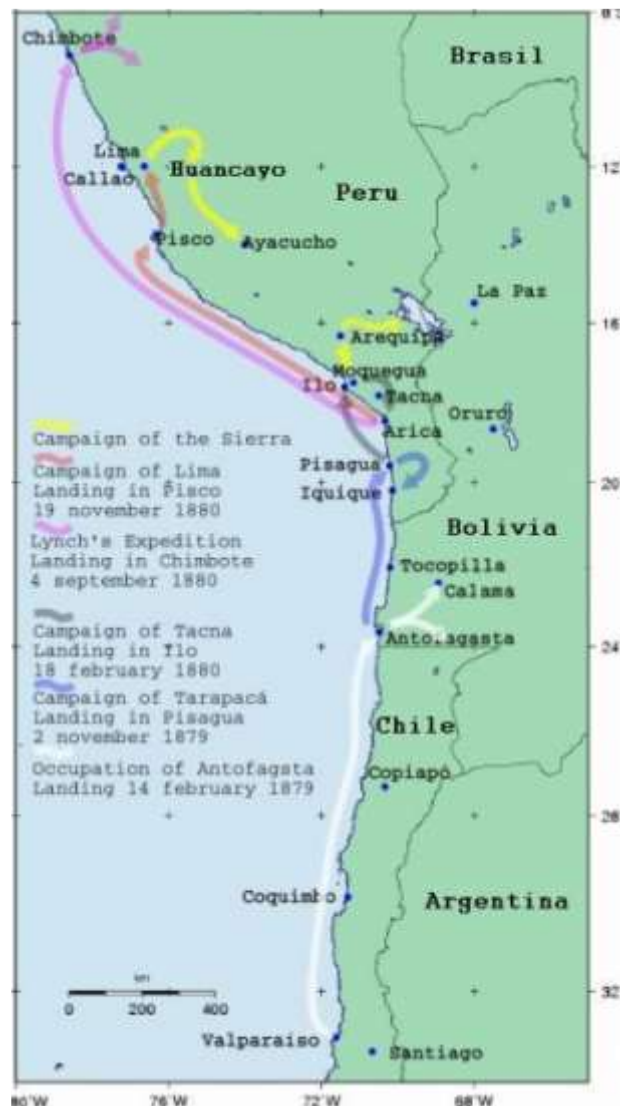 Chimbote
Brasil
Lima
Callao
Huancayo
Peru
Pisco
Ayacucho
La Paz
Arequipa
Moquegua
Ilo
Tacna
Arica
Oruro
Pisagua
Iquique
Bolivia
Tocopilla
Calama
Antofagasta
Chile
Copiapò
Coquimbo
Argentina
Valparaiso
Santiago
Campaign of the Sierra
Campaign of Lima
Landing in Pisco
19 november 1880
Lynch's Expedition
Landing in Chimbote
4 september 1880
Campaign of Tacna
Landing in Ilo
18 february 1880
Campaign of Tarapacá
Landing in Pisagua
2 november 1879
Occupation of Antofagsta
Landing 14 february 1879
km
0 200 400
12
16
20
24
28
32
80°W 76°W 72°W 68°W